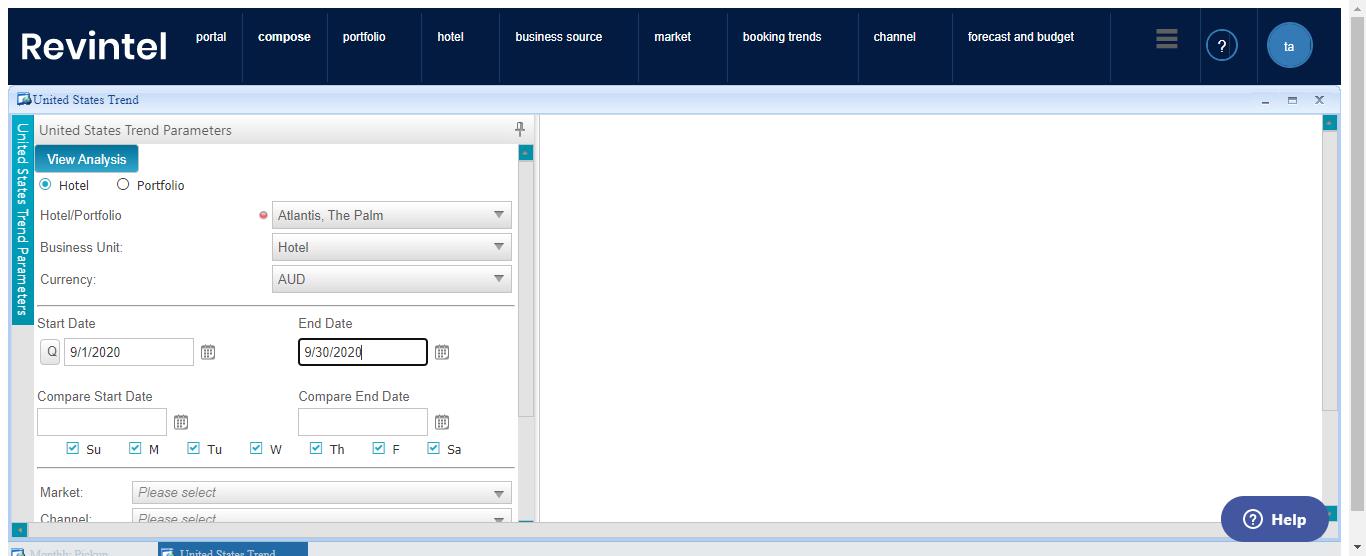 Revintel
portal compose portfolio hotel business source market booking trends channel forecast and budget ? ta
United States Trend
United States Trend Parameters
United States Trend Parameters
View Analysis
Hotel Portfolio
Hotel/Portfolio Atlantis, The Palm
Business Unit: Hotel
Currency: AUD
Start Date End Date
Q 9/1/2020 9/30/2020
Compare Start Date Compare End Date
Su M Tu W Th F Sa
Market: Please select
Channel: Please select
? Help
Monthly Pickup United States Trend